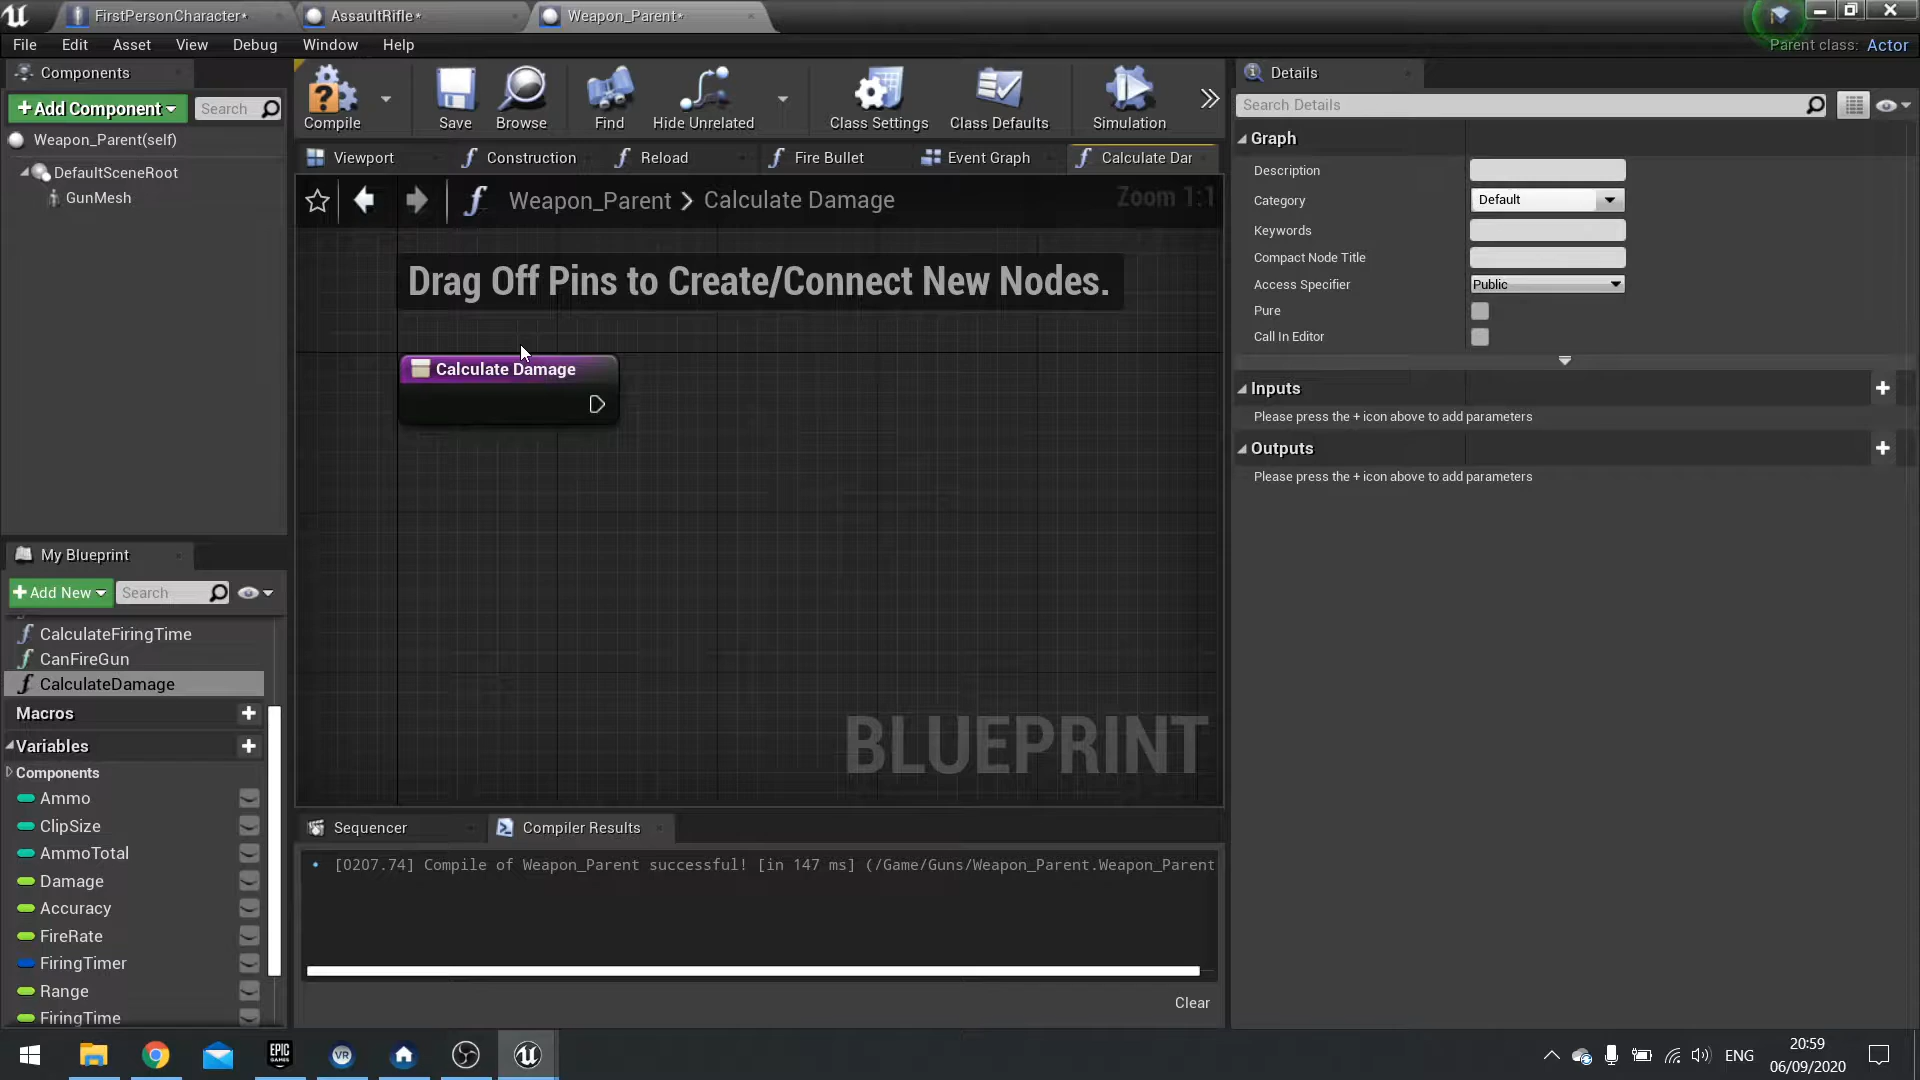 FirstPersonCharacter*
AssaultRifle*
Weapon_Parent*
File Edit Asset View Debug Window Help
Parent class: Actor
Components
Add Component
Search
Weapon_Parent(self)
DefaultSceneRoot
GunMesh
Compile
Save
Browse
Find
Hide Unrelated
Class Settings
Class Defaults
Simulation
Viewport
Construction
Reload
Fire Bullet
Event Graph
Calculate Dar
Weapon_Parent > Calculate Damage
Zoom 1:1
Drag Off Pins to Create/Connect New Nodes.
Calculate Damage
BLUEPRINT
My Blueprint
Add New
Search
CalculateFiringTime
CanFireGun
CalculateDamage
Macros
Variables
Components
Ammo
ClipSize
AmmoTotal
Damage
Accuracy
FireRate
FiringTimer
Range
FiringTime
Sequencer
Compiler Results
[0207.74] Compile of Weapon_Parent successful! [in 147 ms] (/Game/Guns/Weapon_Parent.Weapon_Parent
Clear
Details
Search Details
Graph
Description
Category Default
Keywords
Compact Node Title
Access Specifier Public
Pure
Call In Editor
Inputs
Please press the + icon above to add parameters
Outputs
Please press the + icon above to add parameters
EPIC
GAMES
VR
ENG
20:59
06/09/2020